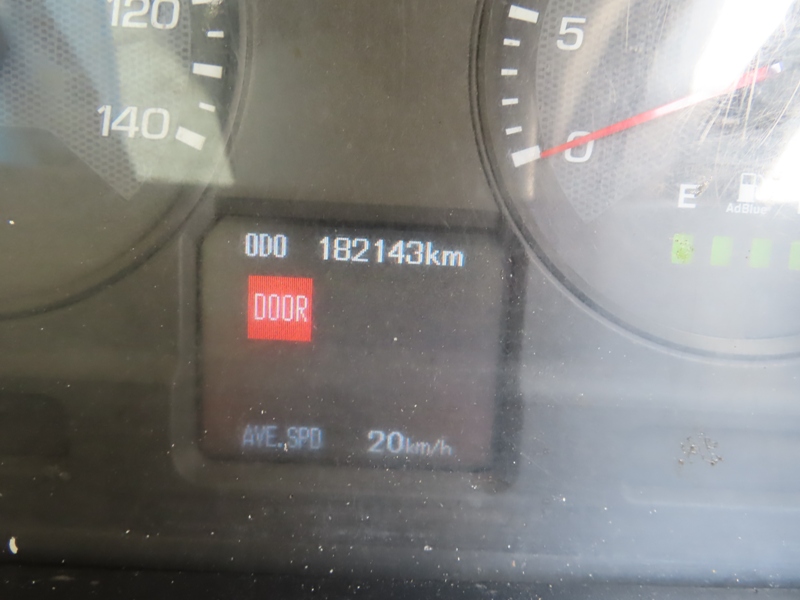 120
140
5
0
E
AdBlue
ODO 182143km
DOOR
AVE.SPD 20km/h